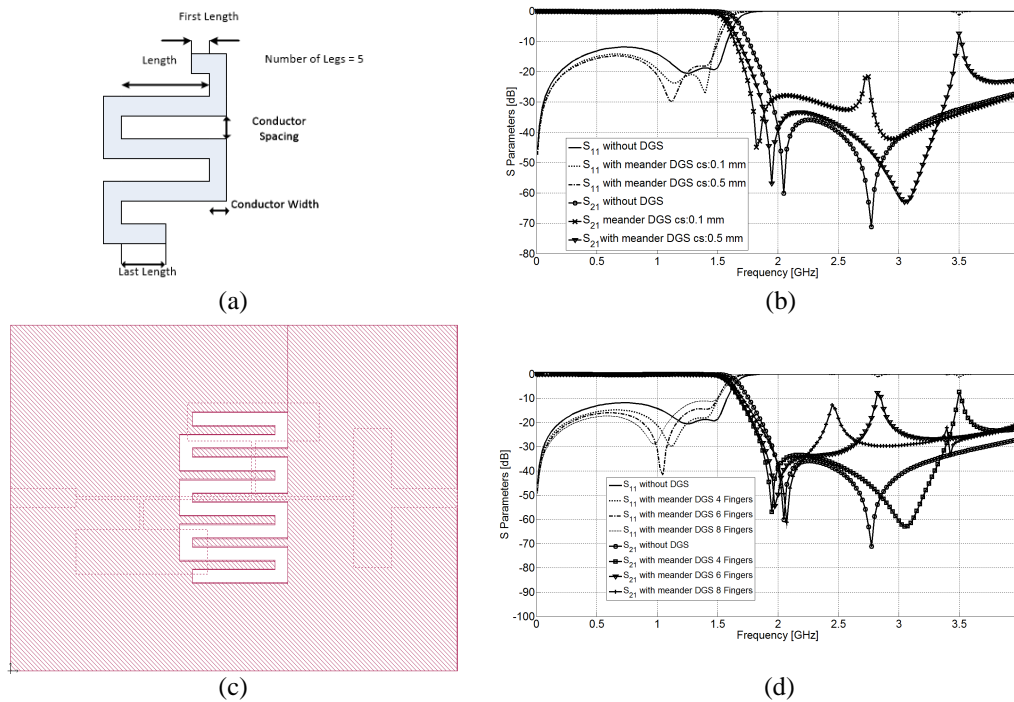 First Length
Length
Number of Legs = 5
Conductor
Spacing
Conductor Width
Last Length
(a)
0
-10
-20
-30
-40
-50
-60
-70
-80
S Parameters [dB]
S11 without DGS
S11 with meander DGS cs:0.1 mm
S11 with meander DGS cs:0.5 mm
S21 without DGS
S21 meander DGS cs:0.1 mm
S21 with meander DGS cs:0.5 mm
0 0.5 1 1.5 2 2.5 3 3.5 4
Frequency [GHz]
(b)
(c)
0
-10
-20
-30
-40
-50
-60
-70
-80
-90
-100
S Parameters [dB]
S11 without DGS
S11 with meander DGS 4 Fingers
S11 with meander DGS 6 Fingers
S11 with meander DGS 8 Fingers
S21 without DGS
S21 with meander DGS 4 Fingers
S21 with meander DGS 6 Fingers
S21 with meander DGS 8 Fingers
0 0.5 1 1.5 2 2.5 3 3.5 4
Frequency [GHz]
(d)